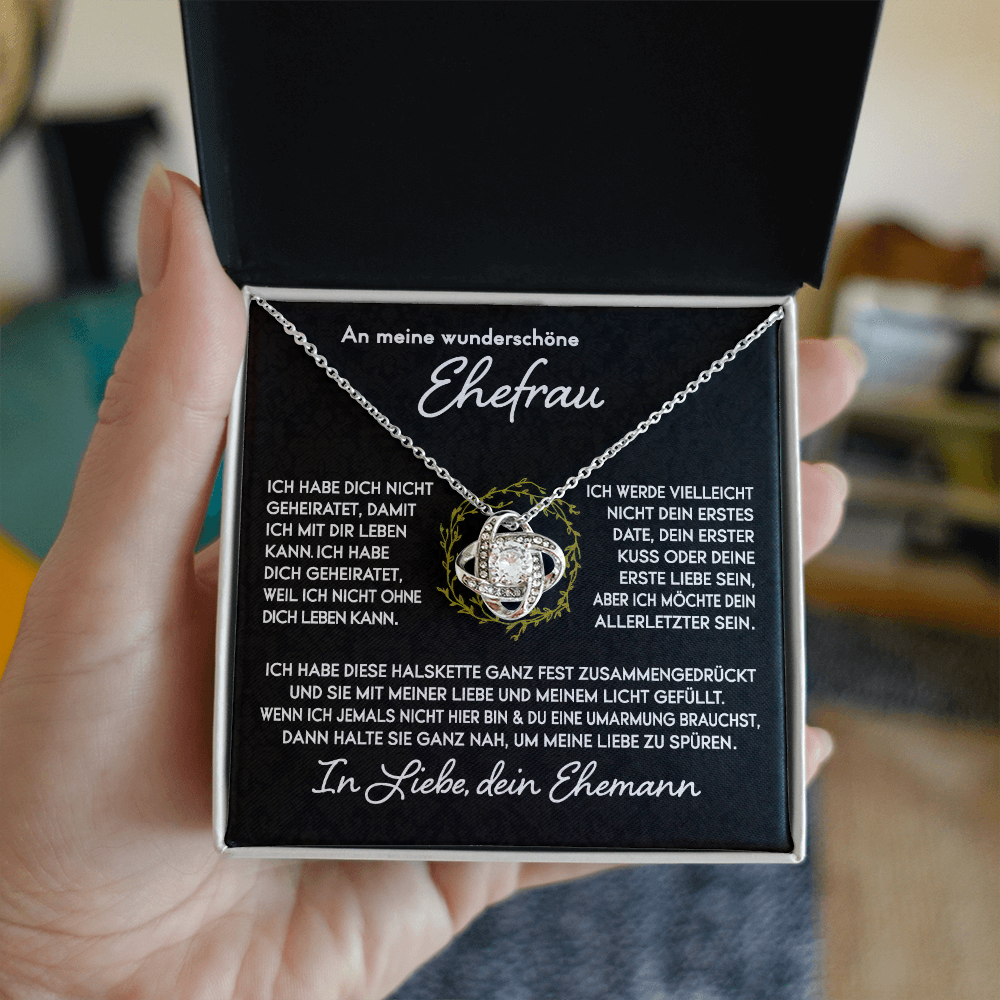 An meine wunderschöne
Ehefrau
ICH HABE DICH NICHT
GEHEIRATET, DAMIT
ICH MIT DIR LEBEN
KANN. ICH HABE
DICH GEHEIRATET,
WEIL ICH NICHT OHNE
DICH LEBEN KANN.
ICH WERDE VIELLEICHT
NICHT DEIN ERSTES
DATE, DEIN ERSTER
KUSS ODER DEINE
ERSTE LIEBE SEIN,
ABER ICH MÖCHTE DEIN
ALLERLETZTER SEIN.
ICH HABE DIESE HALSKETTE GANZ FEST ZUSAMMENGEDRÜCKT
UND SIE MIT MEINER LIEBE UND MEINEM LICHT GEFÜLLT.
WENN ICH JEMALS NICHT HIER BIN & DU EINE UMARMUNG BRAUCHST,
DANN HALTE SIE GANZ NAH, UM MEINE LIEBE ZU SPÜREN.
In Liebe, dein Ehemann